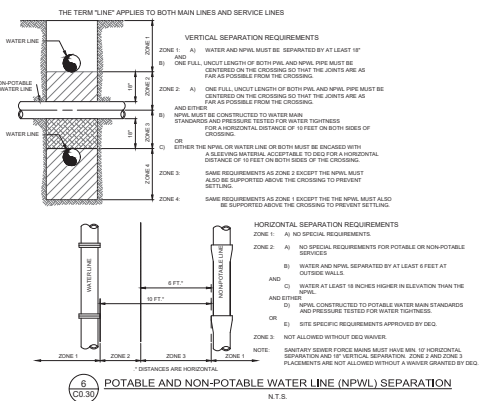 THE TERM "LINE" APPLIES TO BOTH MAIN LINES AND SERVICE LINES
WATER LINE
NON-POTABLE
WATER LINE
WATER LINE
18"
18"
ZONE 1
ZONE 2
ZONE 3
ZONE 4
VERTICAL SEPARATION REQUIREMENTS
ZONE 1: A) WATER AND NPWL MUST BE SEPARATED BY AT LEAST 18"
AND
B) ONE FULL, UNCUT LENGTH OF BOTH PWL AND NPWL PIPE MUST BE
CENTERED ON THE CROSSING SO THAT THE JOINTS ARE AS
FAR AS POSSIBLE FROM THE CROSSING.
ZONE 2: A) ONE FULL, UNCUT LENGTH OF BOTH PWL AND NPWL PIPE MUST BE
CENTERED ON THE CROSSING SO THAT THE JOINTS ARE AS
FAR AS POSSIBLE FROM THE CROSSING.
AND EITHER
B) NPWL MUST BE CONSTRUCTED TO WATER MAIN
STANDARDS AND PRESSURE TESTED FOR WATER TIGHTNESS
FOR A HORIZONTAL DISTANCE OF 10 FEET ON BOTH SIDES OF
CROSSING.
OR
C) EITHER THE NPWL OR WATER LINE OR BOTH MUST BE ENCASED WITH
A SLEEVING MATERIAL ACCEPTABLE TO DEQ FOR A HORIZONTAL
DISTANCE OF 10 FEET ON BOTH SIDES OF THE CROSSING.
ZONE 3: SAME REQUIREMENTS AS ZONE 2 EXCEPT THE NPWL MUST
ALSO BE SUPPORTED ABOVE THE CROSSING TO PREVENT
SETTLING.
ZONE 4: SAME REQUIREMENTS AS ZONE 1 EXCEPT THE THE NPWL MUST ALSO
BE SUPPORTED ABOVE THE CROSSING TO PREVENT SETTLING.
HORIZONTAL SEPARATION REQUIREMENTS
ZONE 1: A) NO SPECIAL REQUIREMENTS.
ZONE 2: A) NO SPECIAL REQUIREMENTS FOR POTABLE OR NON-POTABLE
SERVICES
B) WATER AND NPWL SEPARATED BY AT LEAST 6 FEET AT
OUTSIDE WALLS.
AND
C) WATER AT LEAST 18 INCHES HIGHER IN ELEVATION THAN THE
NPWL.
AND EITHER
D) NPWL CONSTRUCTED TO POTABLE WATER MAIN STANDARDS
AND PRESSURE TESTED FOR WATER TIGHTNESS.
OR
E) SITE SPECIFIC REQUIREMENTS APPROVED BY DEQ.
ZONE 3: NOT ALLOWED WITHOUT DEQ WAIVER.
NOTE: SANITARY SEWER FORCE MAINS MUST HAVE MIN. 10' HORIZONTAL
SEPARATION AND 18" VERTICAL SEPARATION. ZONE 2 AND ZONE 3
PLACEMENTS ARE NOT ALLOWED WITHOUT A WAIVER GRANTED BY DEQ.
WATER LINE
NON-POTABLE LINE
6 FT.*
10 FT.*
ZONE 1
ZONE 2
ZONE 3
ZONE 1
* DISTANCES ARE HORIZONTAL
6
C0.30
POTABLE AND NON-POTABLE WATER LINE (NPWL) SEPARATION
N.T.S.